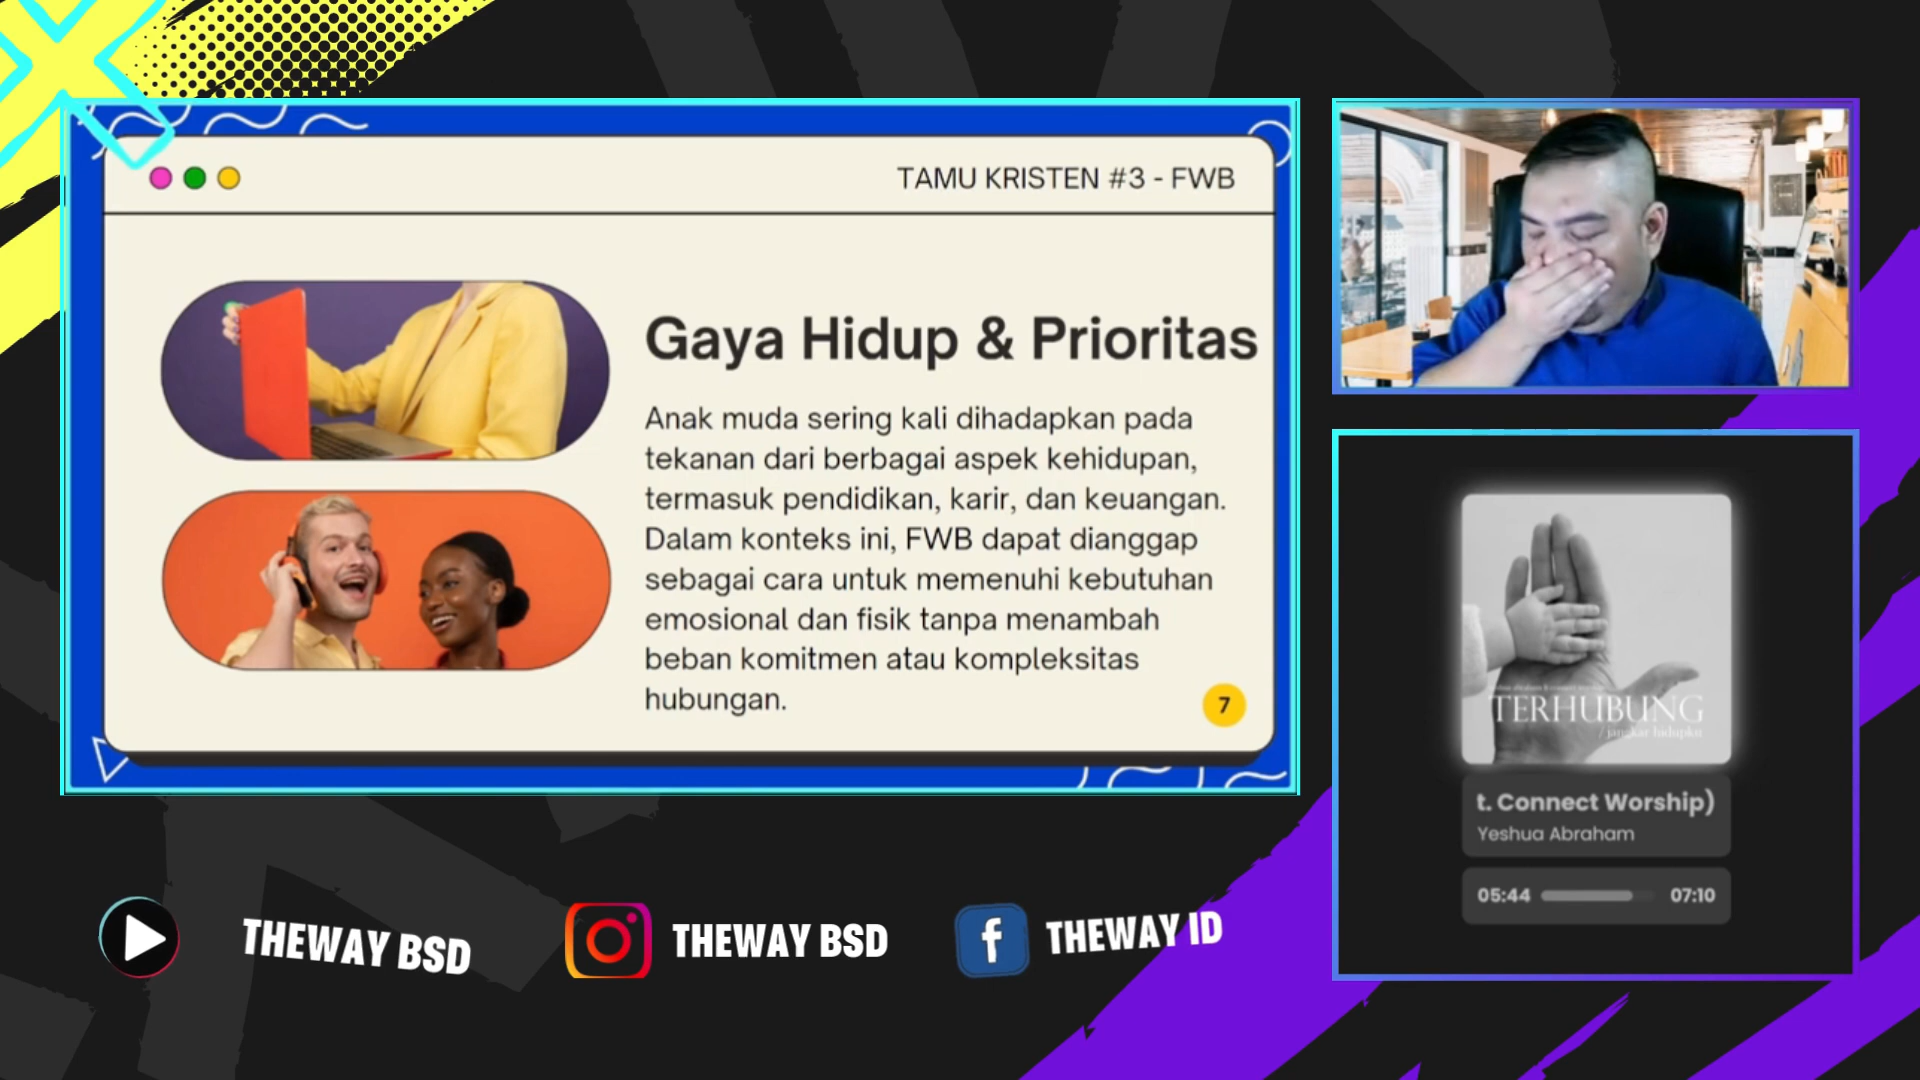 TAMU KRISTEN #3 - FWB
Gaya Hidup & Prioritas
Anak muda sering kali dihadapkan pada
tekanan dari berbagai aspek kehidupan,
termasuk pendidikan, karir, dan keuangan.
Dalam konteks ini, FWB dapat dianggap
sebagai cara untuk memenuhi kebutuhan
emosional dan fisik tanpa menambah
beban komitmen atau kompleksitas
hubungan.
7
TERHUBUNG
/ jangkar hidupku
t. Connect Worship)
Yeshua Abraham
05:44 07:10
THEWAY BSD
THEWAY BSD
THEWAY ID